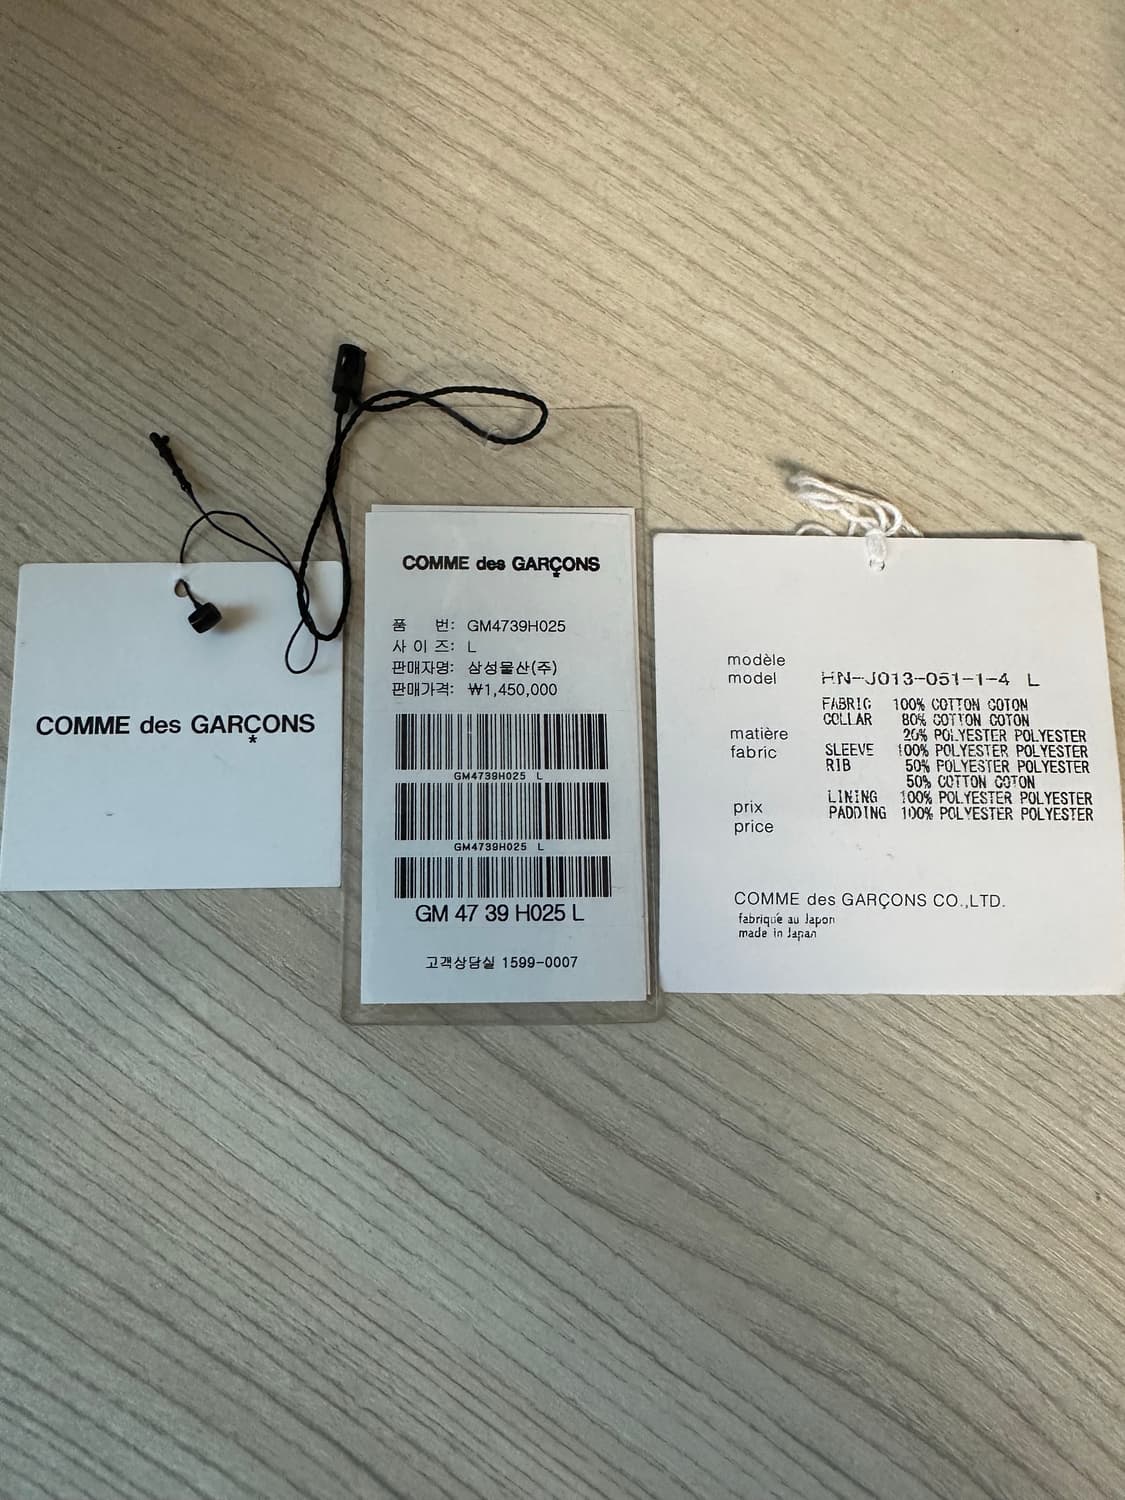 COMME des GARÇONS
*
COMME des GARÇONS
*
품 번: GM4739H025
사 이 즈: L
판매자명: 삼성물산(주)
판매가격: ₩1,450,000
GM4739H025 L
GM4739H025 L
GM 47 39 H025 L
고객상담실 1599-0007
modèle
model HN-J013-051-1-4 L
FABRIC 100% COTTON COTON
COLLAR 80% COTTON COTON
matière 20% POLYESTER POLYESTER
fabric SLEEVE 100% POLYESTER POLYESTER
RIB 50% POLYESTER POLYESTER
50% COTTON COTON
LINING 100% POLYESTER POLYESTER
prix PADDING 100% POLYESTER POLYESTER
price
COMME des GARÇONS CO.,LTD.
fabriqué au Japon
made in Japan